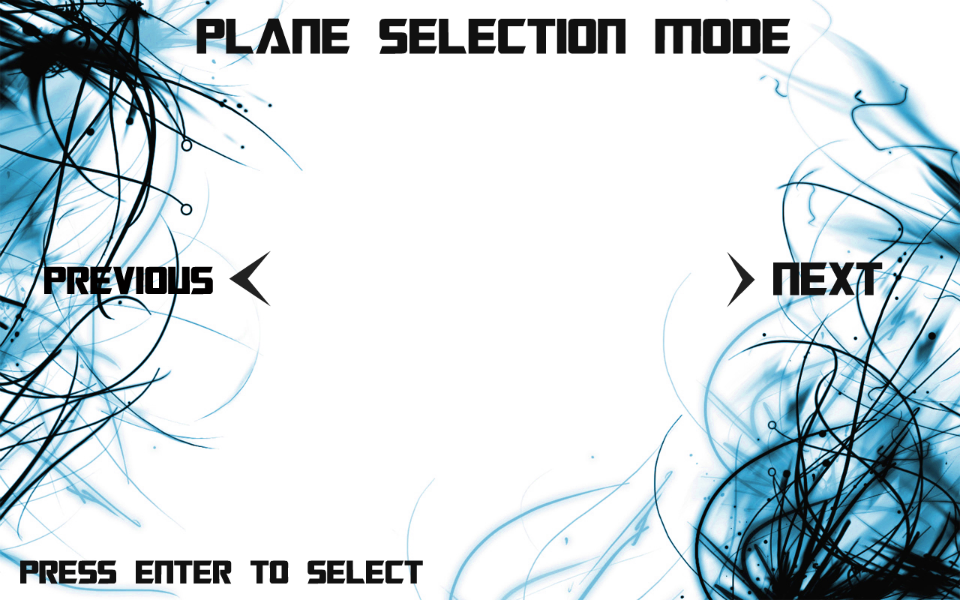 PLANE SELECTION MODE
PREVIOUS
NEXT
PRESS ENTER TO SELECT